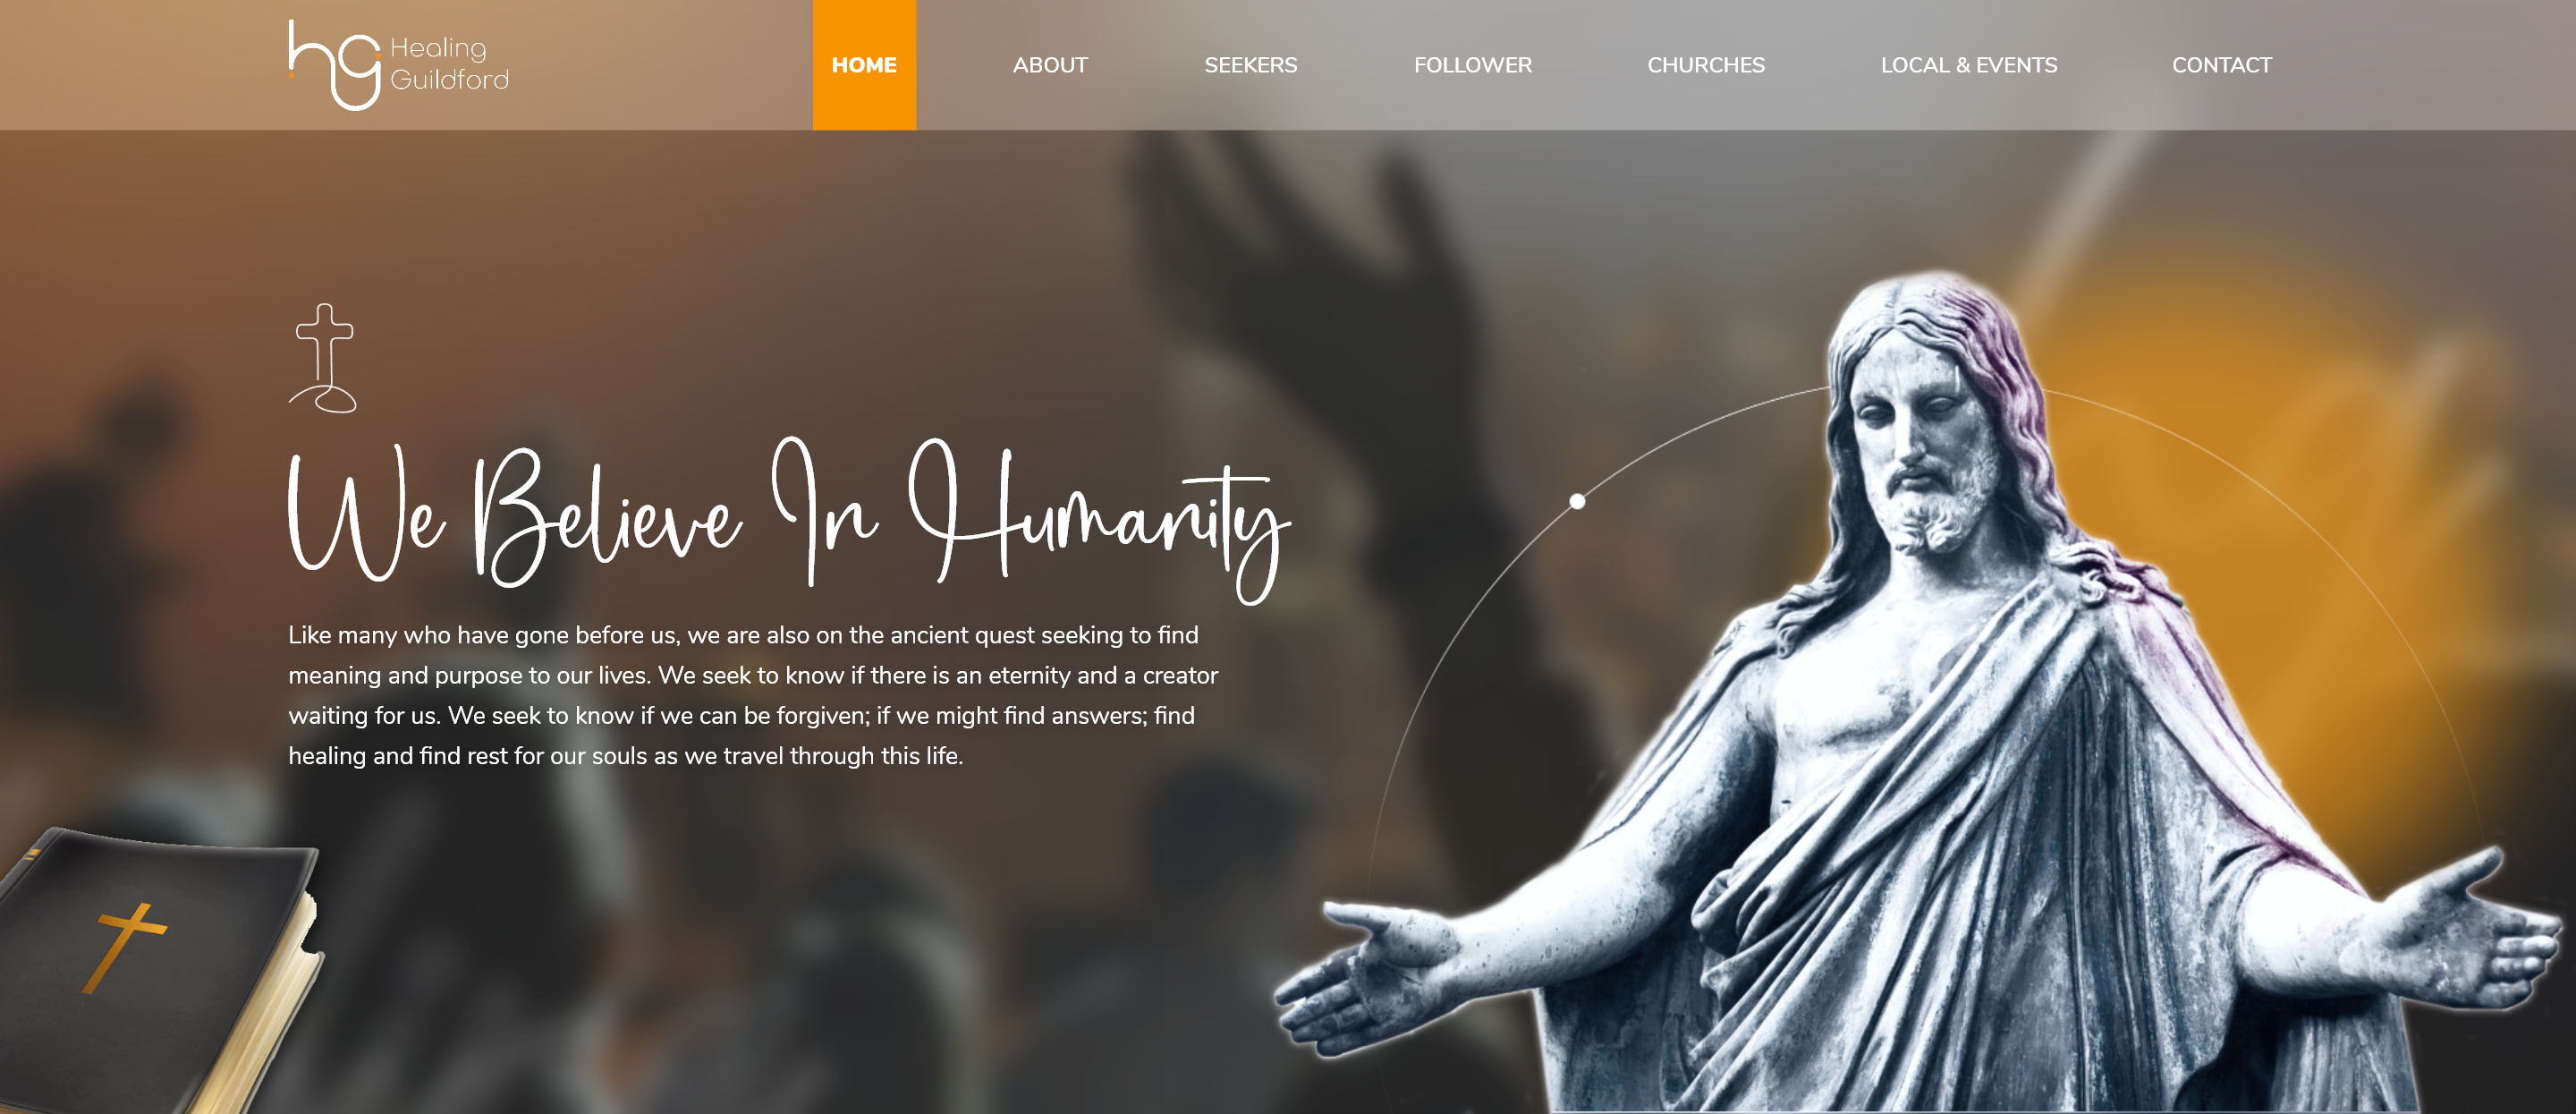 hg Healing
Guildford
HOME ABOUT SEEKERS FOLLOWER CHURCHES LOCAL & EVENTS CONTACT
We Believe In Humanity
Like many who have gone before us, we are also on the ancient quest seeking to find
meaning and purpose to our lives. We seek to know if there is an eternity and a creator
waiting for us. We seek to know if we can be forgiven; if we might find answers; find
healing and find rest for our souls as we travel through this life.